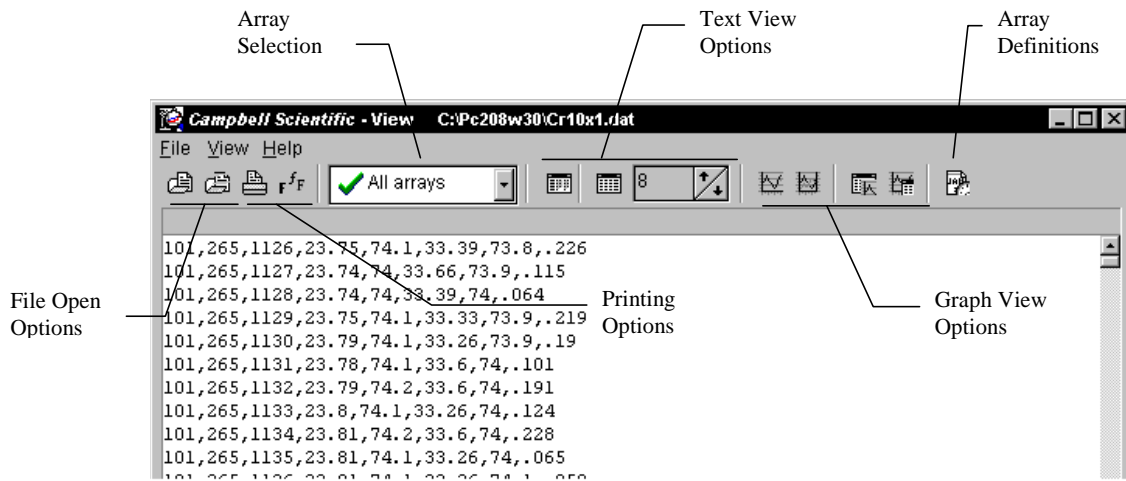 Array
Selection
Text View
Options
Array
Definitions
Campbell Scientific - View C:\Pc208w30\Cr10x1.dat
File View Help
All arrays
8
101,265,1126,23.75,74.1,33.39,73.8,.226
101,265,1127,23.74,74,33.66,73.9,.115
101,265,1128,23.74,74,33.39,74,.064
101,265,1129,23.75,74.1,33.33,73.9,.219
101,265,1130,23.79,74.1,33.26,73.9,.19
101,265,1131,23.78,74.1,33.6,74,.101
101,265,1132,23.79,74.2,33.6,74,.191
101,265,1133,23.8,74.1,33.26,74,.124
101,265,1134,23.81,74.2,33.6,74,.228
101,265,1135,23.81,74.1,33.26,74,.065
File Open
Options
Printing
Options
Graph View
Options